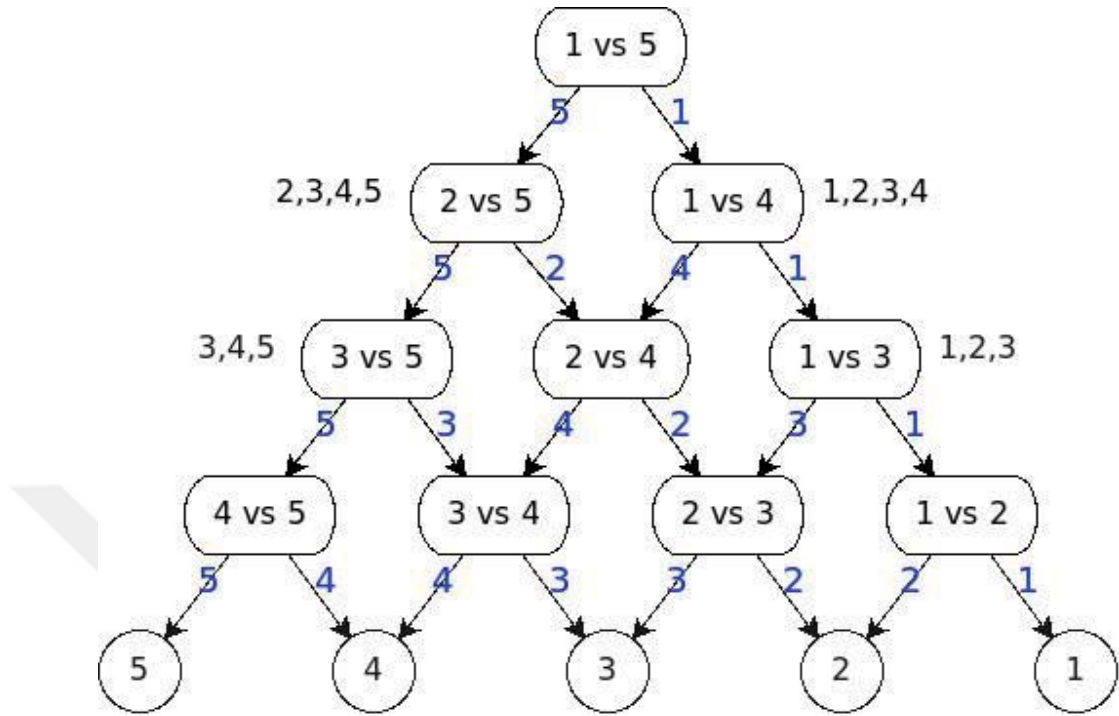 1 vs 5
5 1
2,3,4,5 2 vs 5 1 vs 4 1,2,3,4
5 2 4 1
3,4,5 3 vs 5 2 vs 4 1 vs 3 1,2,3
5 3 4 2 3 1
4 vs 5 3 vs 4 2 vs 3 1 vs 2
5 4 4 3 3 2 2 1
5 4 3 2 1